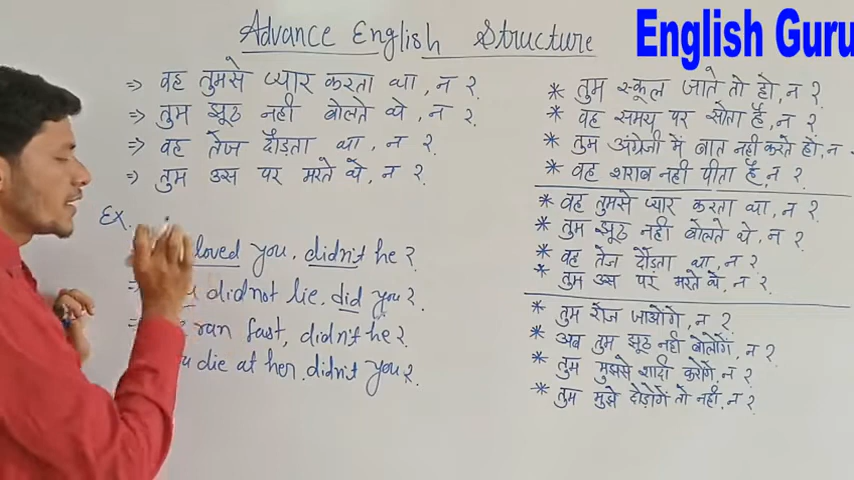 Advance English Structure
English Guru
⇒ वह तुमसे प्यार करता था, न ?
⇒ तुम झूठ नही बोलते थे, न ?
⇒ वह तेज दौड़ता था, न ?
⇒ तुम उस पर मरते थे, न ?
Ex.
loved you, didn't he ?
did not lie, did you ?
ran fast, didn't he ?
die at her, didn't you ?
* तुम स्कूल जाते तो हो, न ?
* वह समय पर सोता है, न ?
* तुम अंग्रेजी में बात नही करते हो, न
* वह शराब नही पीता है, न ?
* वह तुमसे प्यार करता था, न ?
* तुम झूठ नही बोलते थे, न ?
* वह तेज दौड़ता था, न ?
* तुम उस पर मरते थे, न ?
* तुम रोज जाओगे, न ?
* अब तुम झूठ नही बोलोगे, न ?
* तुम मुझसे शादी करोगे, न ?
* तुम मुझे दोड़ोगें तो नही, न ?